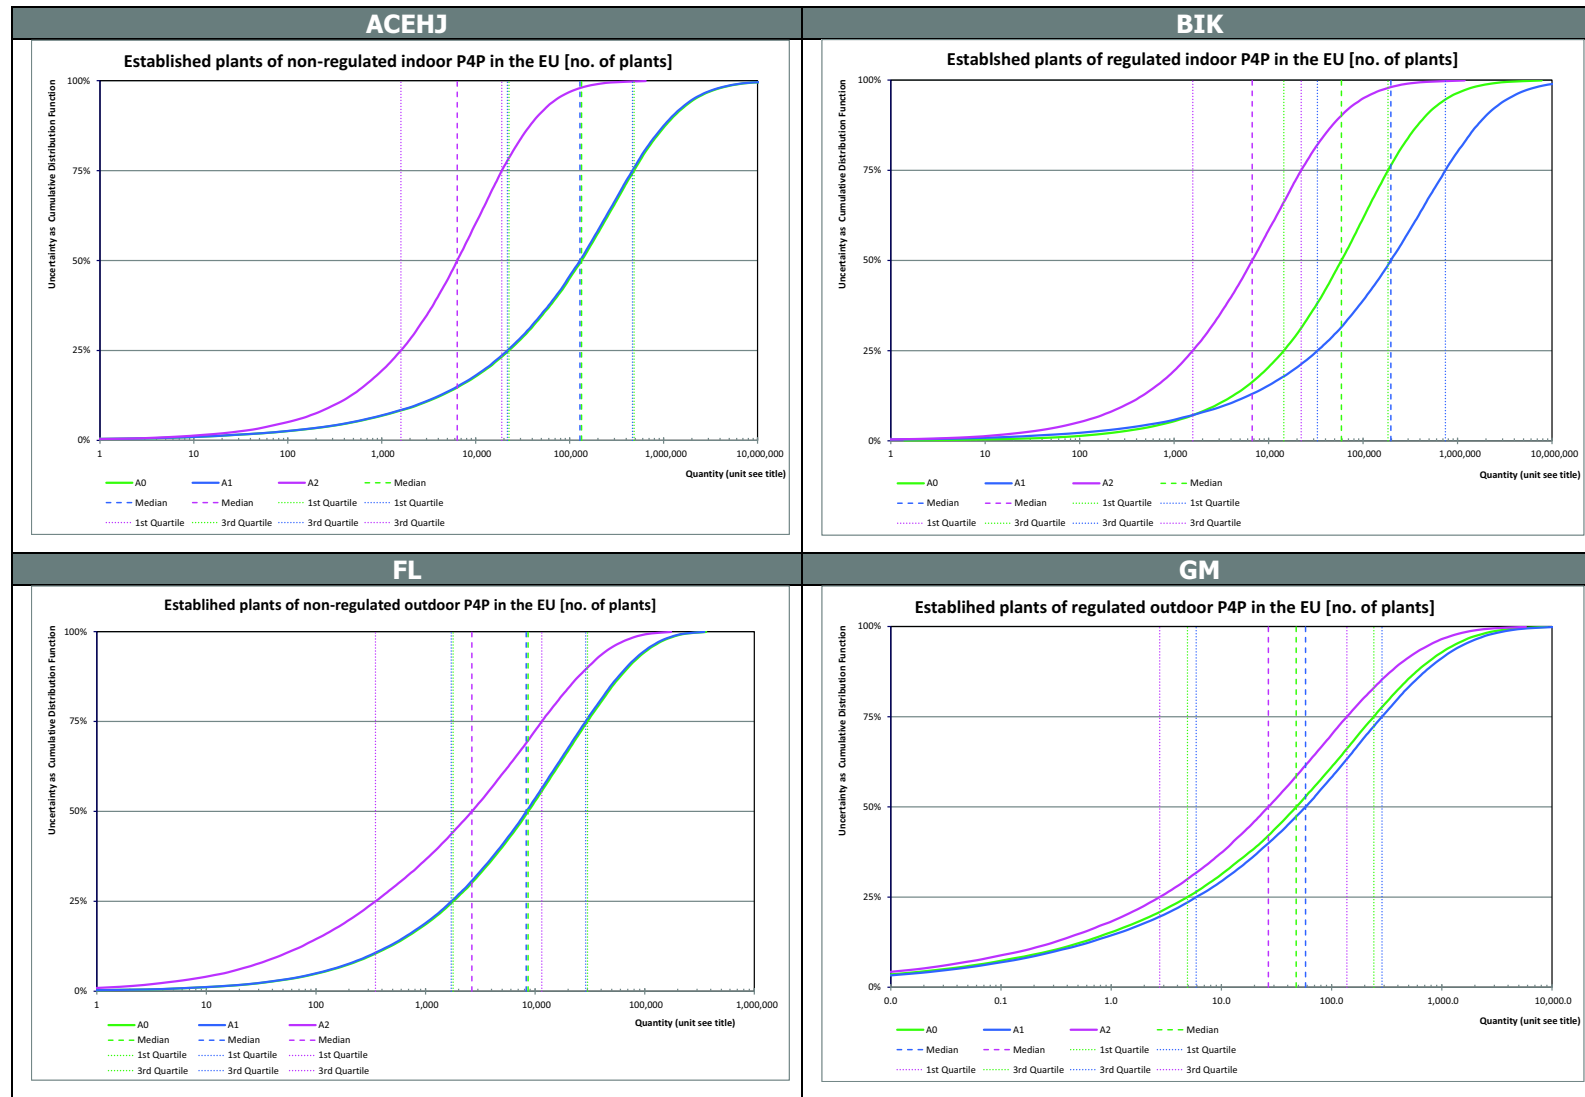 ACEHJ
Established plants of non-regulated indoor P4P in the EU [no. of plants]
Uncertainty as Cumulative Distribution Function
100%
75%
50%
25%
0%
1 10 100 1,000 10,000 100,000 1,000,000 10,000,000
Quantity (unit see title)
A0 A1 A2 Median
Median Median 1st Quartile 1st Quartile
1st Quartile 3rd Quartile 3rd Quartile 3rd Quartile
BIK
Establshed plants of regulated indoor P4P in the EU [no. of plants]
Uncertainty as Cumulative Distribution Function
100%
75%
50%
25%
0%
1 10 100 1,000 10,000 100,000 1,000,000 10,000,000
Quantity (unit see title)
A0 A1 A2 Median
Median Median 1st Quartile 1st Quartile
1st Quartile 3rd Quartile 3rd Quartile 3rd Quartile
FL
Establihed plants of non-regulated outdoor P4P in the EU [no. of plants]
Uncertainty as Cumulative Distribution Function
100%
75%
50%
25%
0%
1 10 100 1,000 10,000 100,000 1,000,000
Quantity (unit see title)
A0 A1 A2
Median Median Median
1st Quartile 1st Quartile 1st Quartile
3rd Quartile 3rd Quartile 3rd Quartile
GM
Establihed plants of regulated outdoor P4P in the EU [no. of plants]
Uncertainty as Cumulative Distribution Function
100%
75%
50%
25%
0%
0.0 0.1 1.0 10.0 100.0 1,000.0 10,000.0
Quantity (unit see title)
A0 A1 A2 Median
Median Median 1st Quartile 1st Quartile
1st Quartile 3rd Quartile 3rd Quartile 3rd Quartile